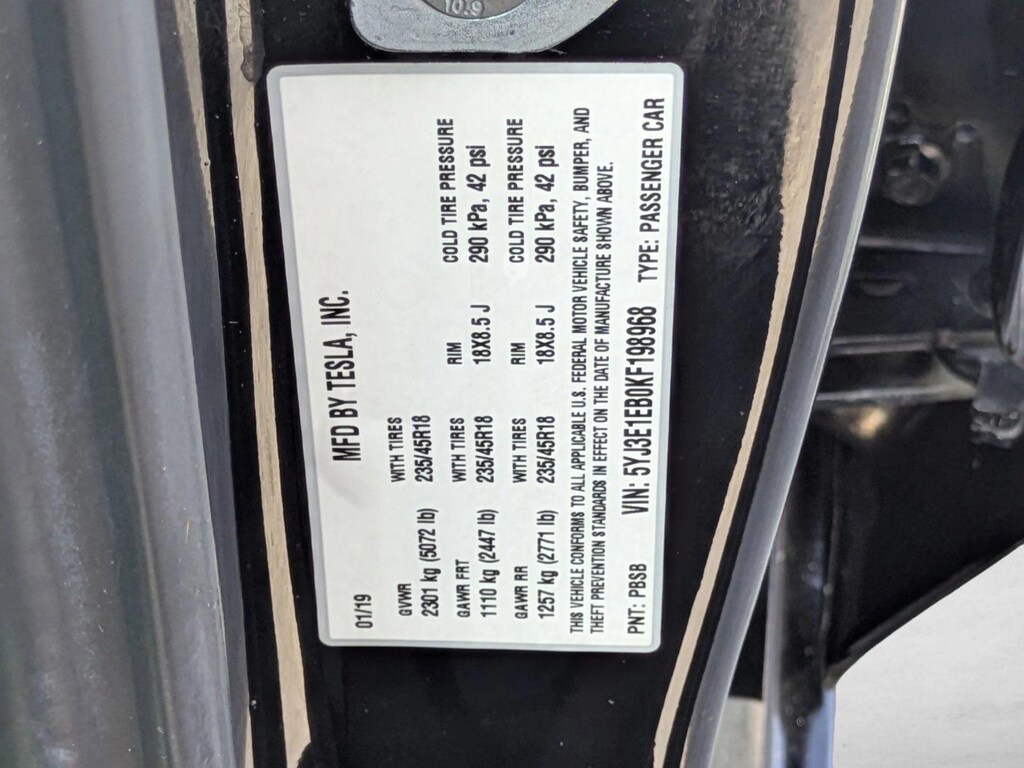 10.9
MFD BY TESLA, INC.
01/19
GVWR WITH TIRES
2301 kg (5072 lb) 235/45R18
GAWR FRT WITH TIRES RIM COLD TIRE PRESSURE
1110 kg (2447 lb) 235/45R18 18X8.5 J 290 kPa, 42 psi
GAWR RR WITH TIRES RIM COLD TIRE PRESSURE
1257 kg (2771 lb) 235/45R18 18X8.5 J 290 kPa, 42 psi
THIS VEHICLE CONFORMS TO ALL APPLICABLE U.S. FEDERAL MOTOR VEHICLE SAFETY, BUMPER, AND
THEFT PREVENTION STANDARDS IN EFFECT ON THE DATE OF MANUFACTURE SHOWN ABOVE.
PNT: PBSB VIN: 5YJ3E1EB0KF198968 TYPE: PASSENGER CAR